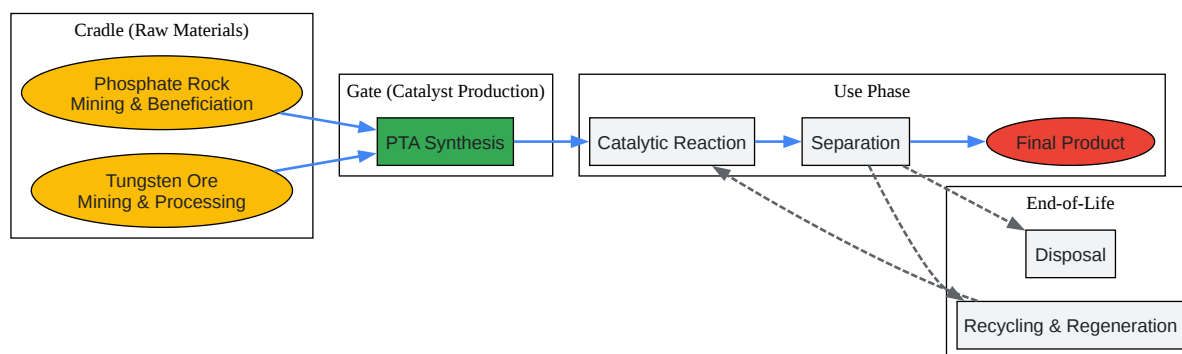 Cradle (Raw Materials)
Phosphate Rock
Mining & Beneficiation
Tungsten Ore
Mining & Processing
Gate (Catalyst Production)
PTA Synthesis
Use Phase
Catalytic Reaction
Separation
Final Product
End-of-Life
Disposal
Recycling & Regeneration